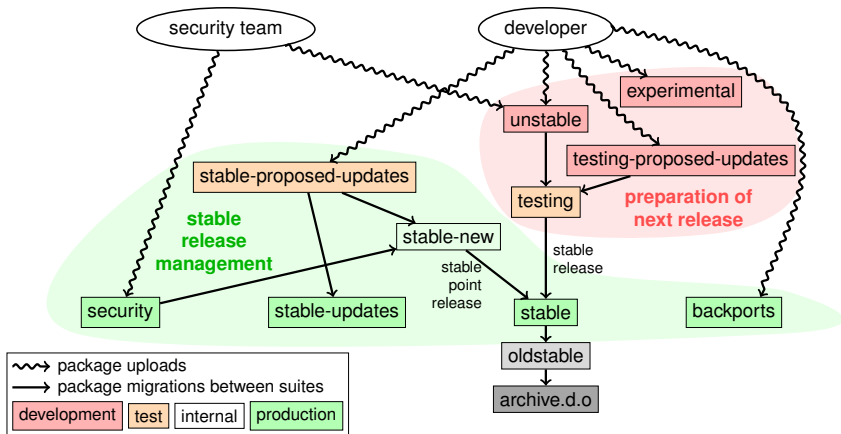 security team
developer
experimental
unstable
testing-proposed-updates
stable-proposed-updates
testing
preparation of
next release
stable
release
management
stable-new
stable
release
stable
point
release
security
stable-updates
stable
backports
oldstable
archive.d.o
package uploads
package migrations between suites
development
test
internal
production